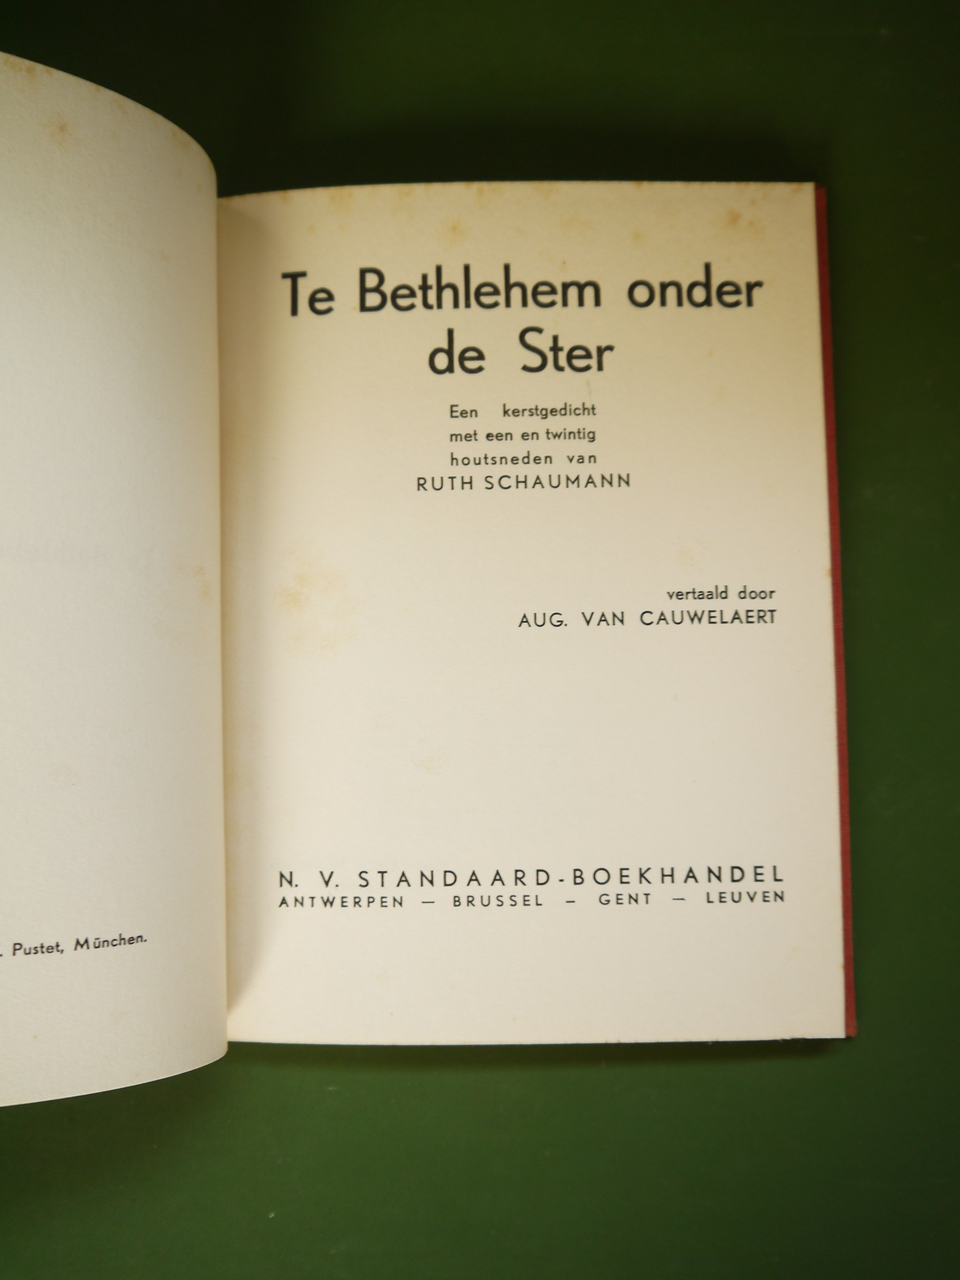 . Pustet, München.
Te Bethlehem onder
de Ster
Een kerstgedicht
met een en twintig
houtsneden van
RUTH SCHAUMANN
vertaald door
AUG. VAN CAUWELAERT
N. V. STANDAARD-BOEKHANDEL
ANTWERPEN — BRUSSEL – GENT — LEUVEN